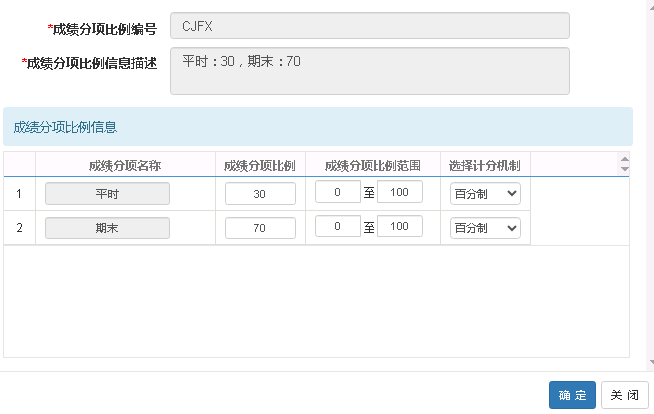 *成绩分项比例编号 CJFX
*成绩分项比例信息描述 平时：30，期末：70
成绩分项比例信息
成绩分项名称 成绩分项比例 成绩分项比例范围 选择计分机制
1 平时 30 0 至 100 百分制
2 期末 70 0 至 100 百分制
确 定 关 闭